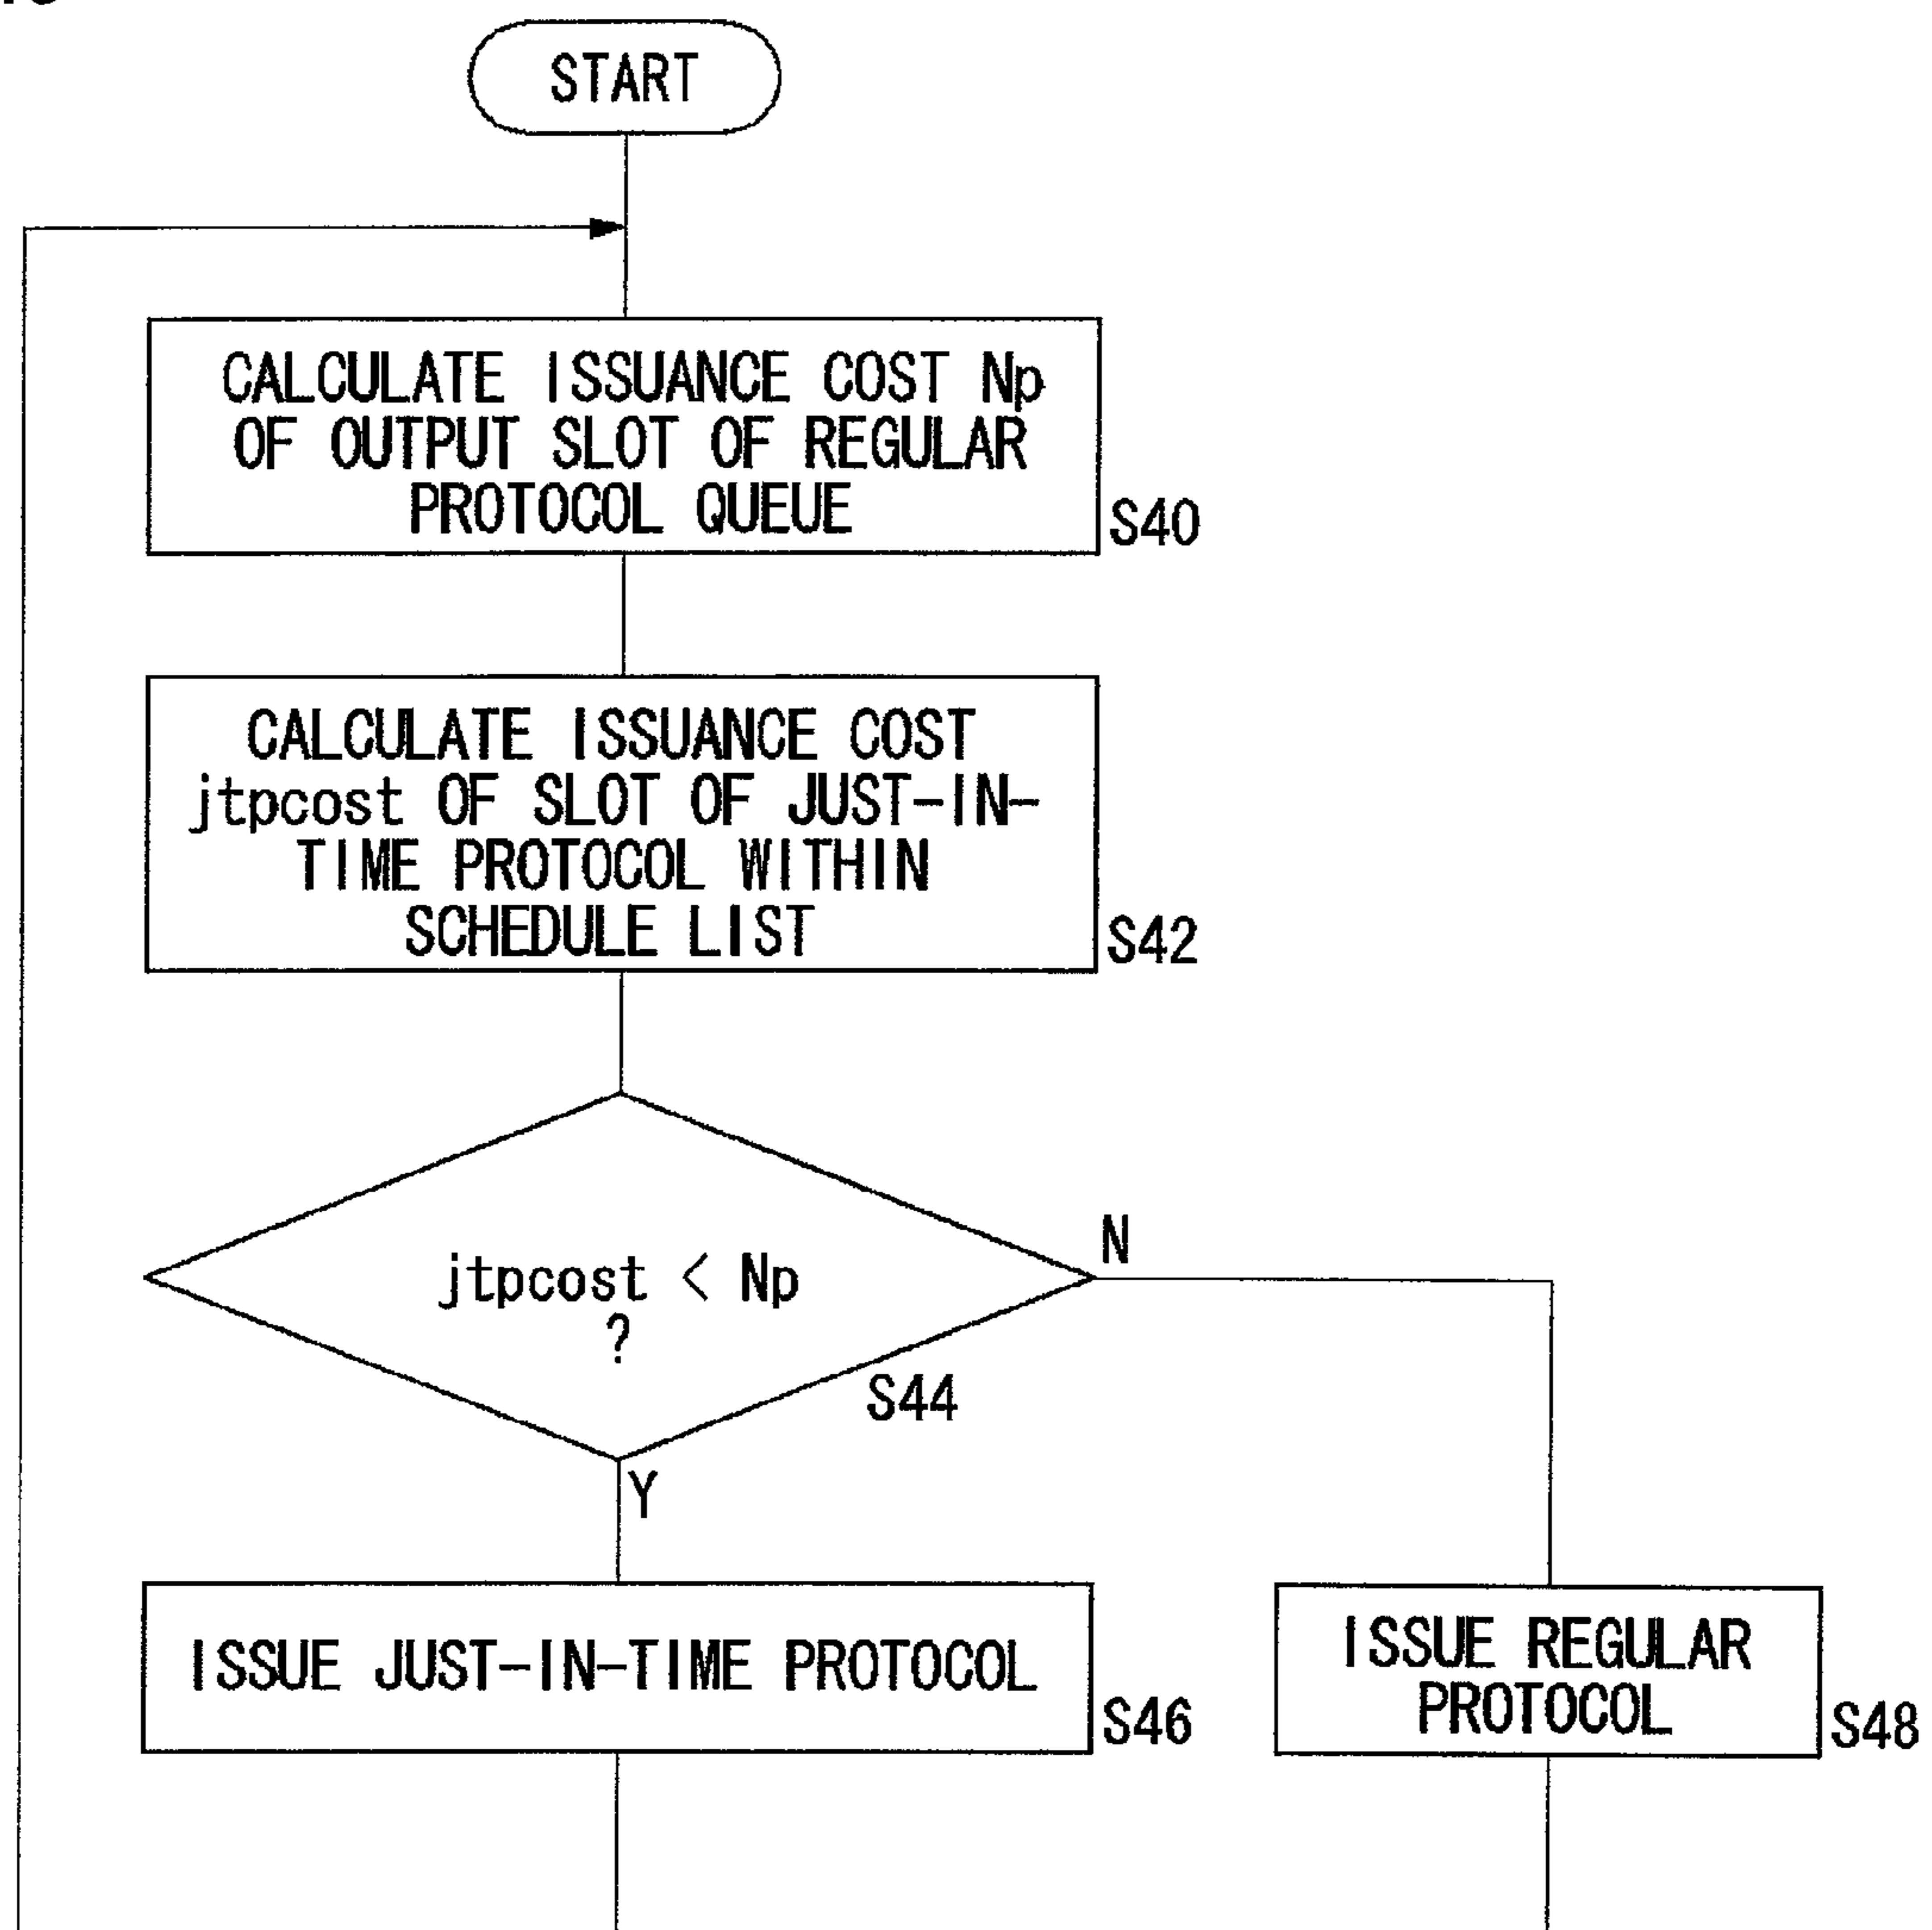 START
CALCULATE ISSUANCE COST Np
OF OUTPUT SLOT OF REGULAR
PROTOCOL QUEUE
S40
CALCULATE ISSUANCE COST
jtpcost OF SLOT OF JUST-IN-
TIME PROTOCOL WITHIN
SCHEDULE LIST
S42
jtpcost < Np
?
N
S44
Y
ISSUE JUST-IN-TIME PROTOCOL
S46
ISSUE REGULAR
PROTOCOL
S48